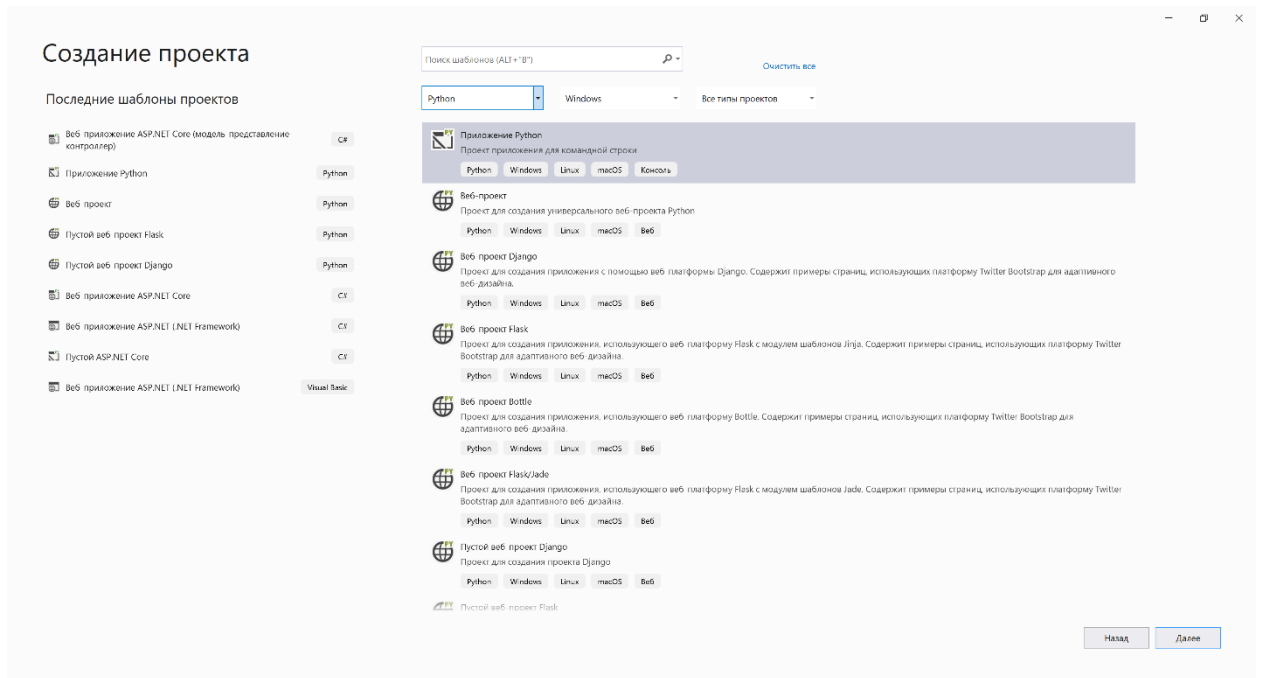 Создание проекта
Поиск шаблонов (ALT+"В")
Очистить все
Последние шаблоны проектов
Python
Windows
Все типы проектов
Веб приложение ASP.NET Core (модель представление
контроллер)
C#
Приложение Python
Python
Веб проект
Python
Пустой веб проект Flask
Python
Пустой веб проект Django
Python
Веб приложение ASP.NET Core
C#
Веб приложение ASP.NET (.NET Framework)
C#
Пустой ASP.NET Core
C#
Веб приложение ASP.NET (.NET Framework)
Visual Basic
Приложение Python
Проект приложения для командной строки
Python Windows Linux macOS Консоль
Веб-проект
Проект для создания универсального веб-проекта Python
Python Windows Linux macOS Веб
Веб проект Django
Проект для создания приложения с помощью веб платформы Django. Содержит примеры страниц, использующих платформу Twitter Bootstrap для адаптивного
веб-дизайна.
Python Windows Linux macOS Веб
Веб проект Flask
Проект для создания приложения, использующего веб платформу Flask с модулем шаблонов Jinja. Содержит примеры страниц, использующих платформу Twitter
Bootstrap для адаптивного веб-дизайна.
Python Windows Linux macOS Веб
Веб проект Bottle
Проект для создания приложения, использующего веб платформу Bottle. Содержит примеры страниц, использующих платформу Twitter Bootstrap для
адаптивного веб-дизайна.
Python Windows Linux macOS Веб
Веб проект Flask/Jade
Проект для создания приложения, использующего веб платформу Flask с модулем шаблонов Jade. Содержит примеры страниц, использующих платформу Twitter
Bootstrap для адаптивного веб-дизайна.
Python Windows Linux macOS Веб
Пустой веб проект Django
Проект для создания проекта Django
Python Windows Linux macOS Веб
Пустой веб-проект Flask
Назад
Далее